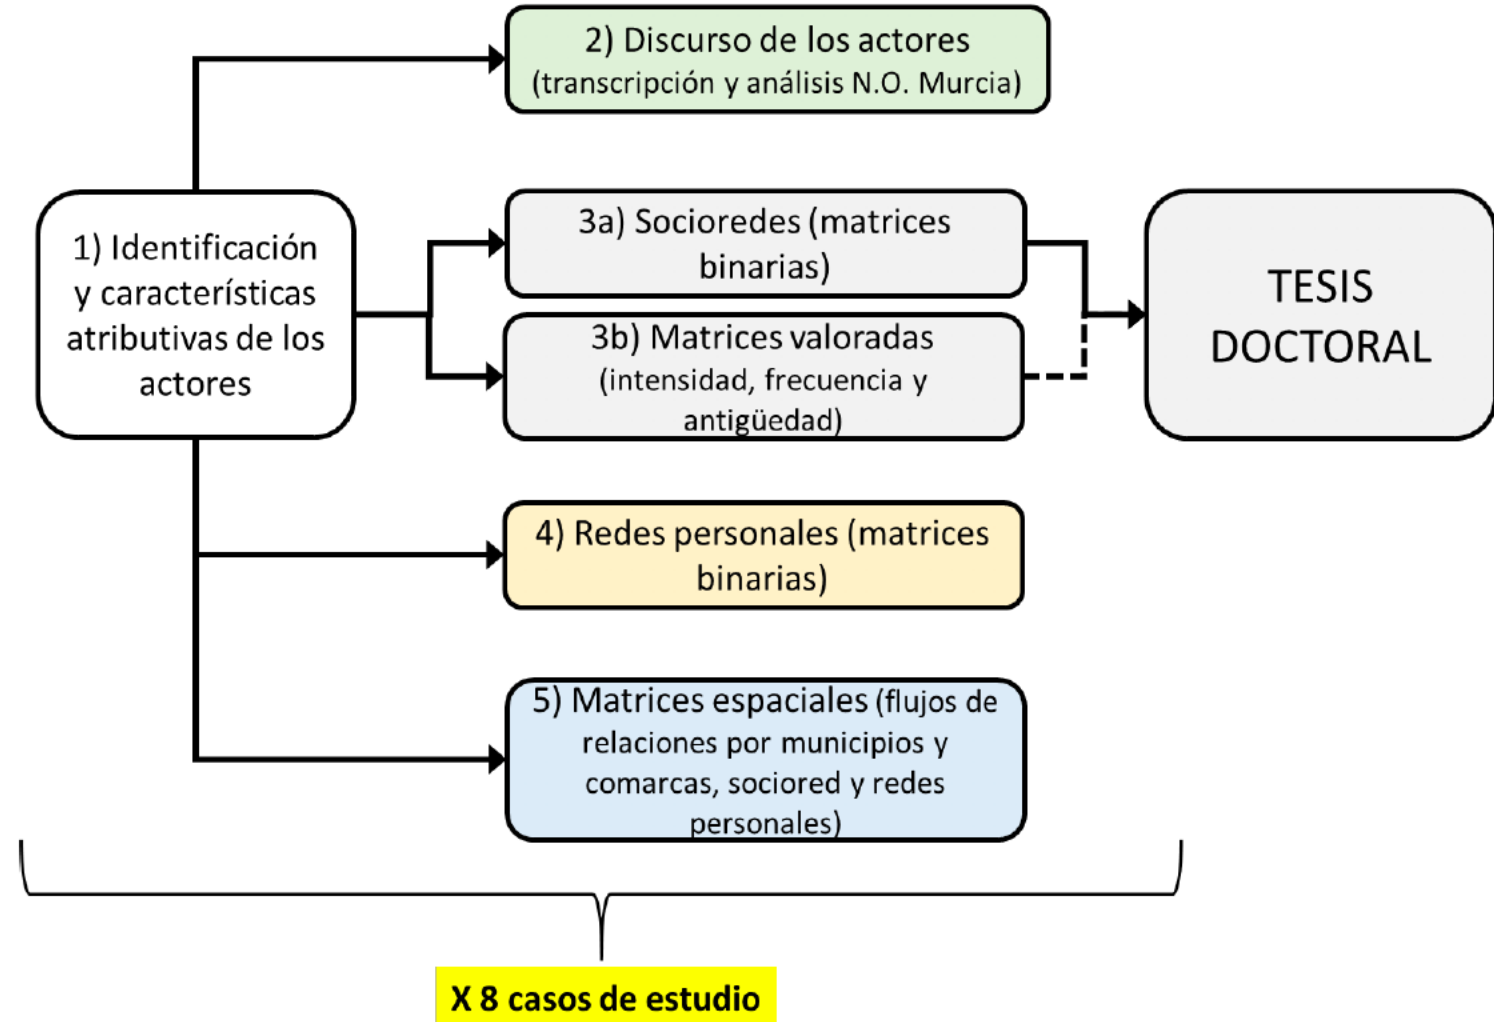 2) Discurso de los actores
(transcripción y análisis N.O. Murcia)
1) Identificación
y características
atributivas de los
actores
3a) Socioredes (matrices
binarias)
3b) Matrices valoradas
(intensidad, frecuencia y
antigüedad)
TESIS
DOCTORAL
4) Redes personales (matrices
binarias)
5) Matrices espaciales (flujos de
relaciones por municipios y
comarcas, sociored y redes
personales)
X 8 casos de estudio